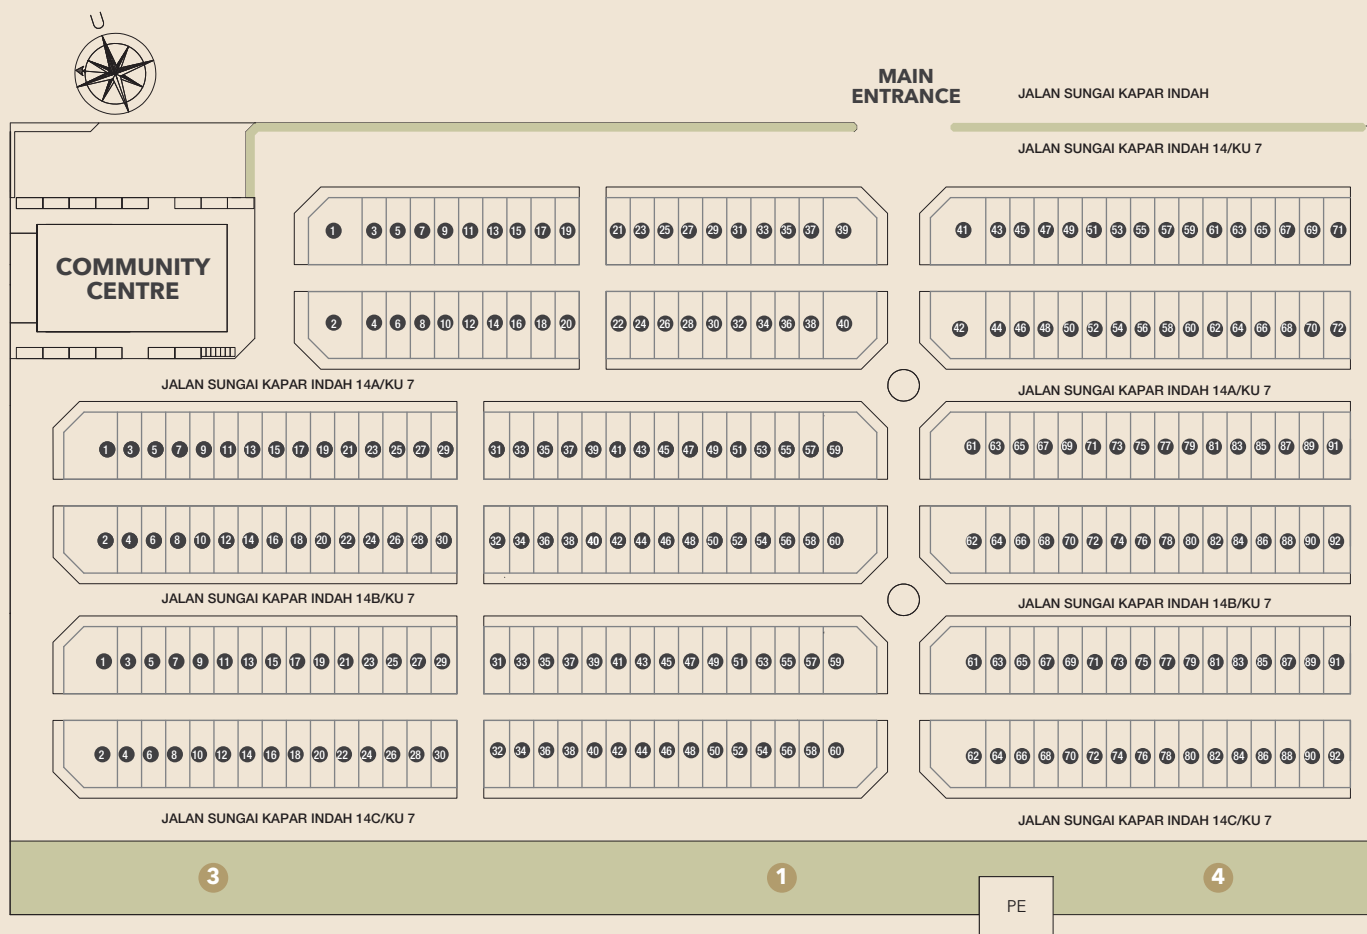 U
MAIN
ENTRANCE
JALAN SUNGAI KAPAR INDAH
JALAN SUNGAI KAPAR INDAH 14/KU 7
1 3 5 7 9 11 13 15 17 19 21 23 25 27 29 31 33 35 37 39 41 43 45 47 49 51 53 55 57 59 61 63 65 67 69 71
COMMUNITY
CENTRE
2 4 6 8 10 12 14 16 18 20 22 24 26 28 30 32 34 36 38 40 42 44 46 48 50 52 54 56 58 60 62 64 66 68 70 72
JALAN SUNGAI KAPAR INDAH 14A/KU 7 JALAN SUNGAI KAPAR INDAH 14A/KU 7
1 3 5 7 9 11 13 15 17 19 21 23 25 27 29 31 33 35 37 39 41 43 45 47 49 51 53 55 57 59 61 63 65 67 69 71 73 75 77 79 81 83 85 87 89 91
2 4 6 8 10 12 14 16 18 20 22 24 26 28 30 32 34 36 38 40 42 44 46 48 50 52 54 56 58 60 62 64 66 68 70 72 74 76 78 80 82 84 86 88 90 92
JALAN SUNGAI KAPAR INDAH 14B/KU 7 JALAN SUNGAI KAPAR INDAH 14B/KU 7
1 3 5 7 9 11 13 15 17 19 21 23 25 27 29 31 33 35 37 39 41 43 45 47 49 51 53 55 57 59 61 63 65 67 69 71 73 75 77 79 81 83 85 87 89 91
2 4 6 8 10 12 14 16 18 20 22 24 26 28 30 32 34 36 38 40 42 44 46 48 50 52 54 56 58 60 62 64 66 68 70 72 74 76 78 80 82 84 86 88 90 92
JALAN SUNGAI KAPAR INDAH 14C/KU 7 JALAN SUNGAI KAPAR INDAH 14C/KU 7
3 1 4
PE